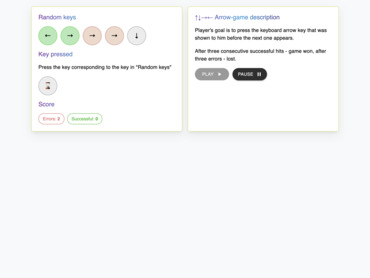 Random keys
← → → → ↓
Key pressed
Press the key corresponding to the key in "Random keys"
Score
Errors: 2 Successful: 0
↑↓→← Arrow-game description
Player's goal is to press the keyboard arrow key that was
shown to him before the next one appears.
After three consecutive successful hits - game won, after
three errors - lost.
PLAY ▶ PAUSE ⏸